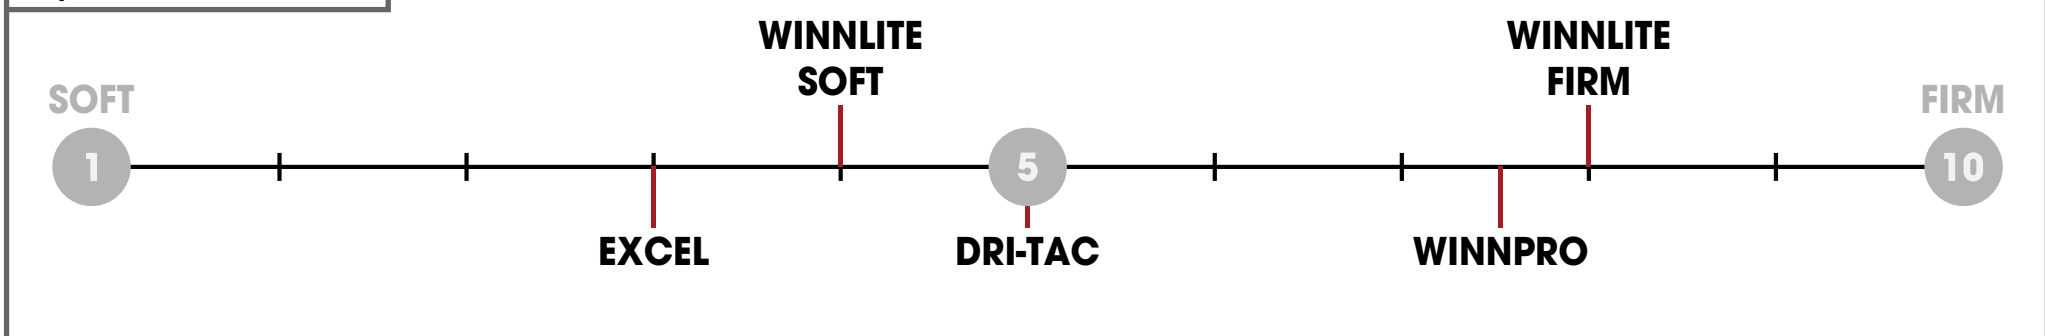 WINNLITE
SOFT
WINNLITE
FIRM
SOFT
FIRM
1
5
10
EXCEL
DRI-TAC
WINNPRO